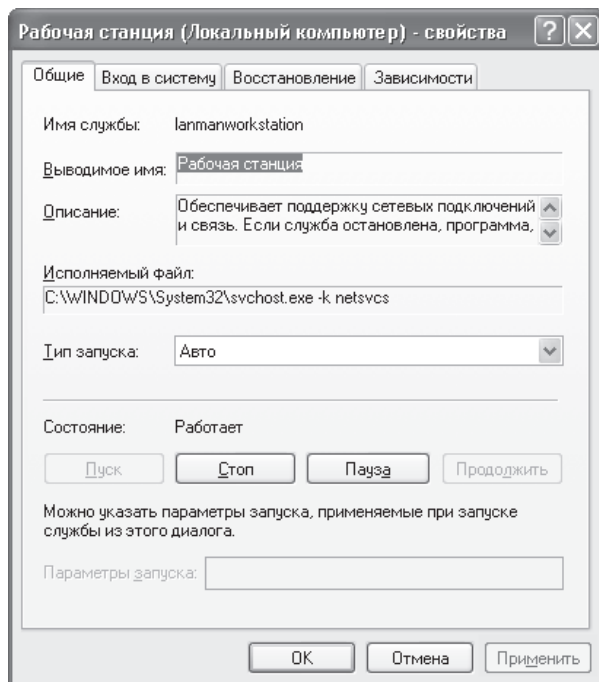 Рабочая станция (Локальный компьютер) - свойства
Общие Вход в систему Восстановление Зависимости
Имя службы: lanmanworkstation
Выводимое имя: Рабочая станция
Описание: Обеспечивает поддержку сетевых подключений
и связь. Если служба остановлена, программа,
Исполняемый файл:
C:\WINDOWS\System32\svchost.exe -k netsvcs
Тип запуска: Авто
Состояние: Работает
Пуск Стоп Пауза Продолжить
Можно указать параметры запуска, применяемые при запуске
службы из этого диалога.
Параметры запуска:
OK Отмена Применить